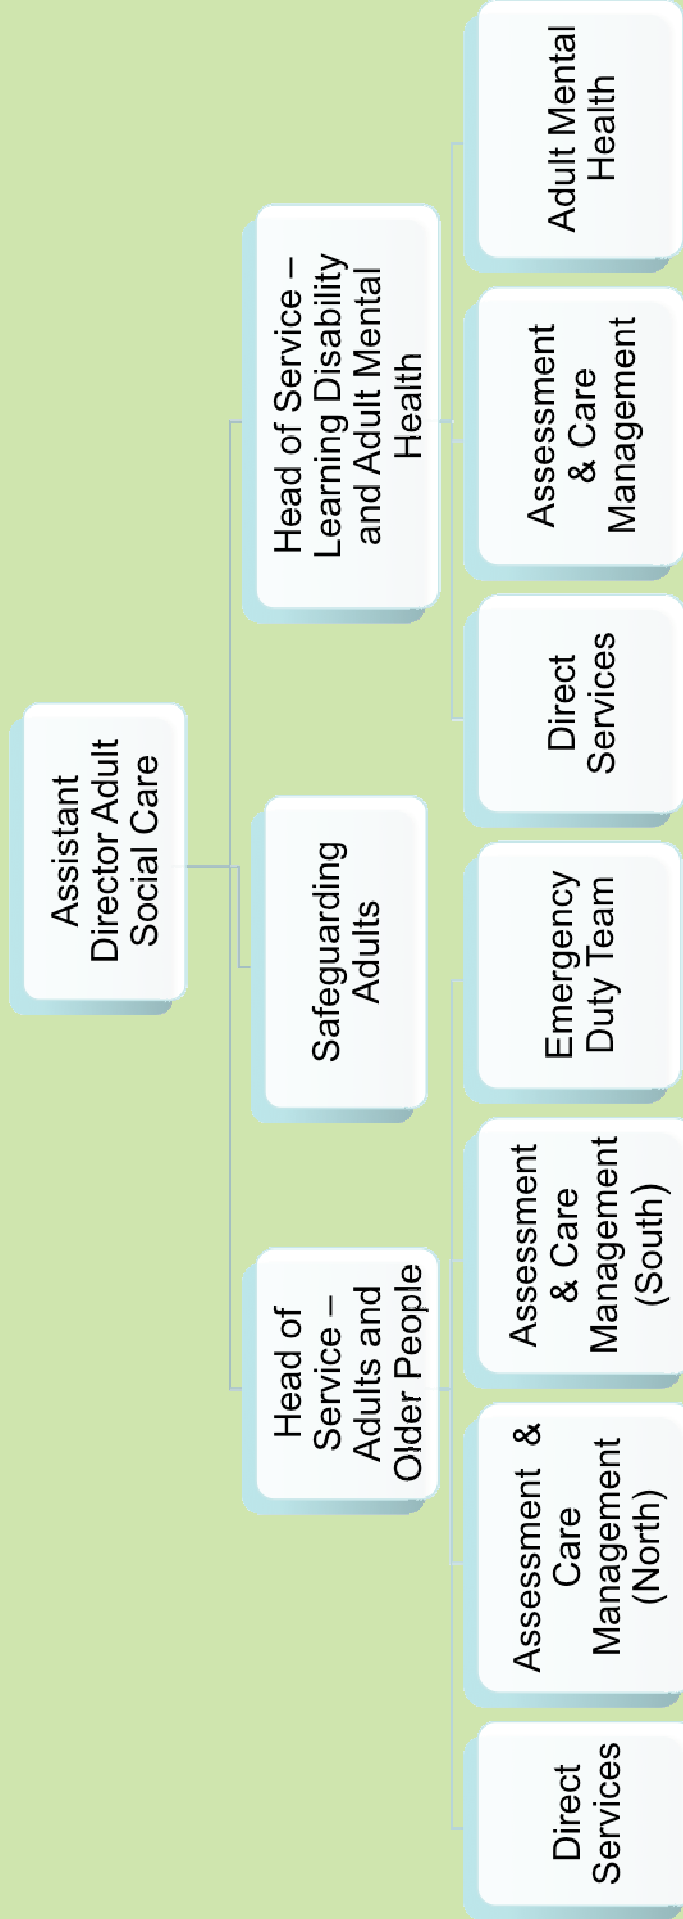 Assistant
Director Adult
Social Care
Head of
Service –
Adults and
Older People
Safeguarding
Adults
Head of Service –
Learning Disability
and Adult Mental
Health
Direct
Services
Assessment &
Care
Management
(North)
Assessment
& Care
Management
(South)
Emergency
Duty Team
Direct
Services
Assessment
& Care
Management
Adult Mental
Health